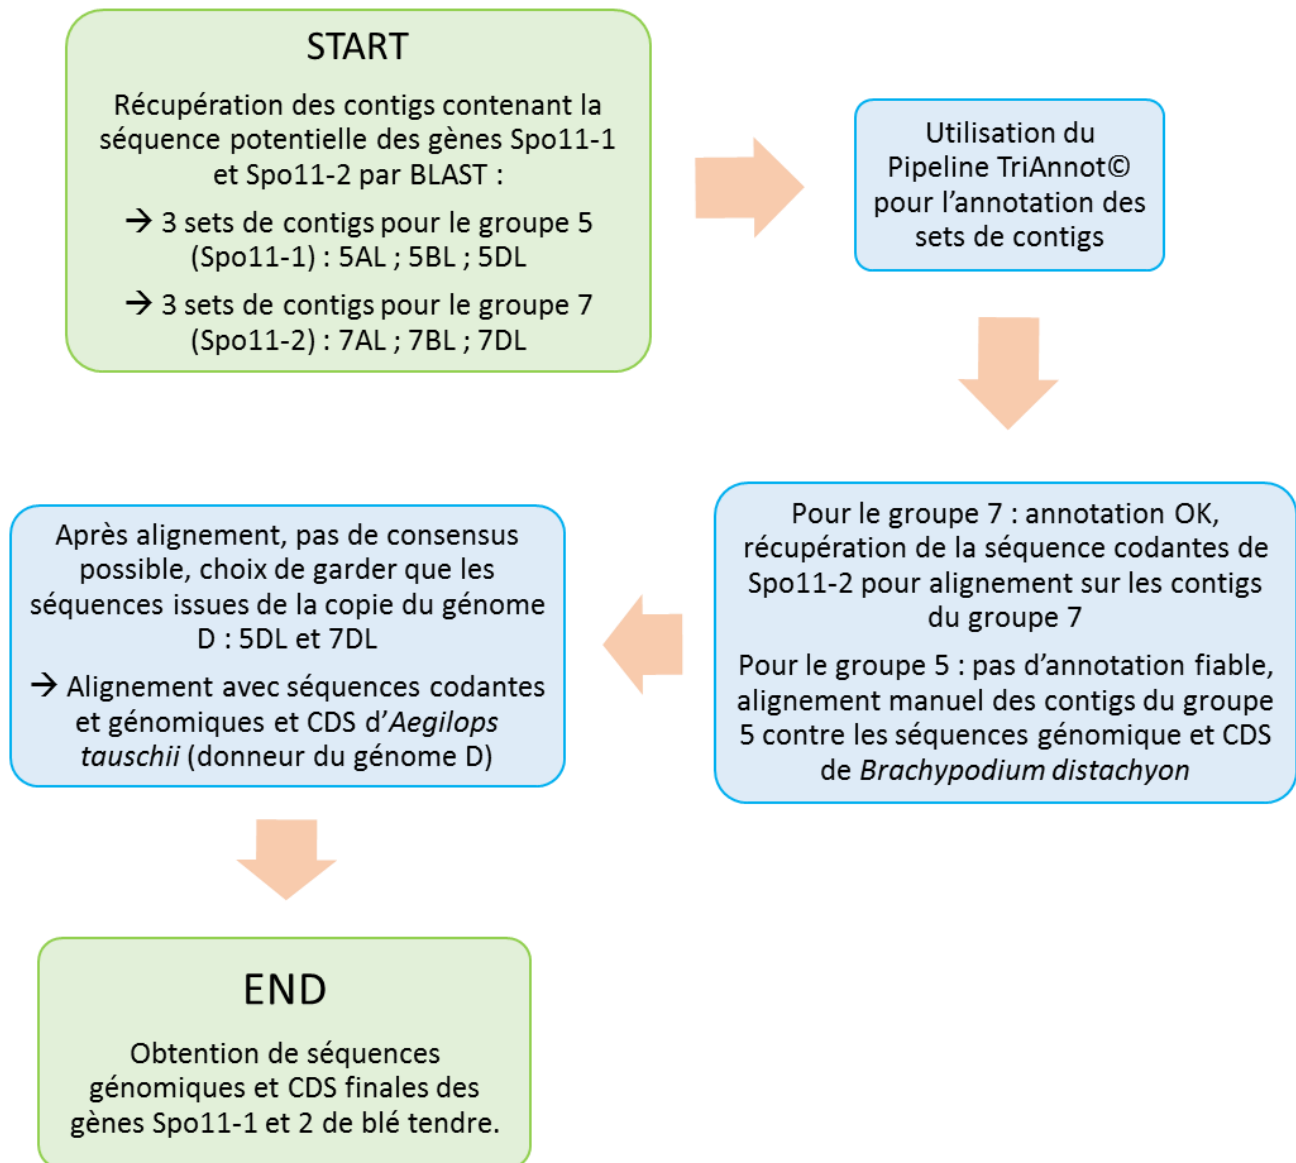 START
Récupération des contigs contenant la
séquence potentielle des gènes Spo11-1
et Spo11-2 par BLAST :
→ 3 sets de contigs pour le groupe 5
(Spo11-1) : 5AL ; 5BL ; 5DL
→ 3 sets de contigs pour le groupe 7
(Spo11-2) : 7AL ; 7BL ; 7DL
Utilisation du
Pipeline TriAnnot©
pour l’annotation des
sets de contigs
Pour le groupe 7 : annotation OK,
récupération de la séquence codantes de
Spo11-2 pour alignement sur les contigs
du groupe 7
Pour le groupe 5 : pas d’annotation fiable,
alignement manuel des contigs du groupe
5 contre les séquences génomique et CDS
de Brachypodium distachyon
Après alignement, pas de consensus
possible, choix de garder que les
séquences issues de la copie du génome
D : 5DL et 7DL
→ Alignement avec séquences codantes
et génomiques et CDS d’Aegilops
tauschii (donneur du génome D)
END
Obtention de séquences
génomiques et CDS finales des
gènes Spo11-1 et 2 de blé tendre.